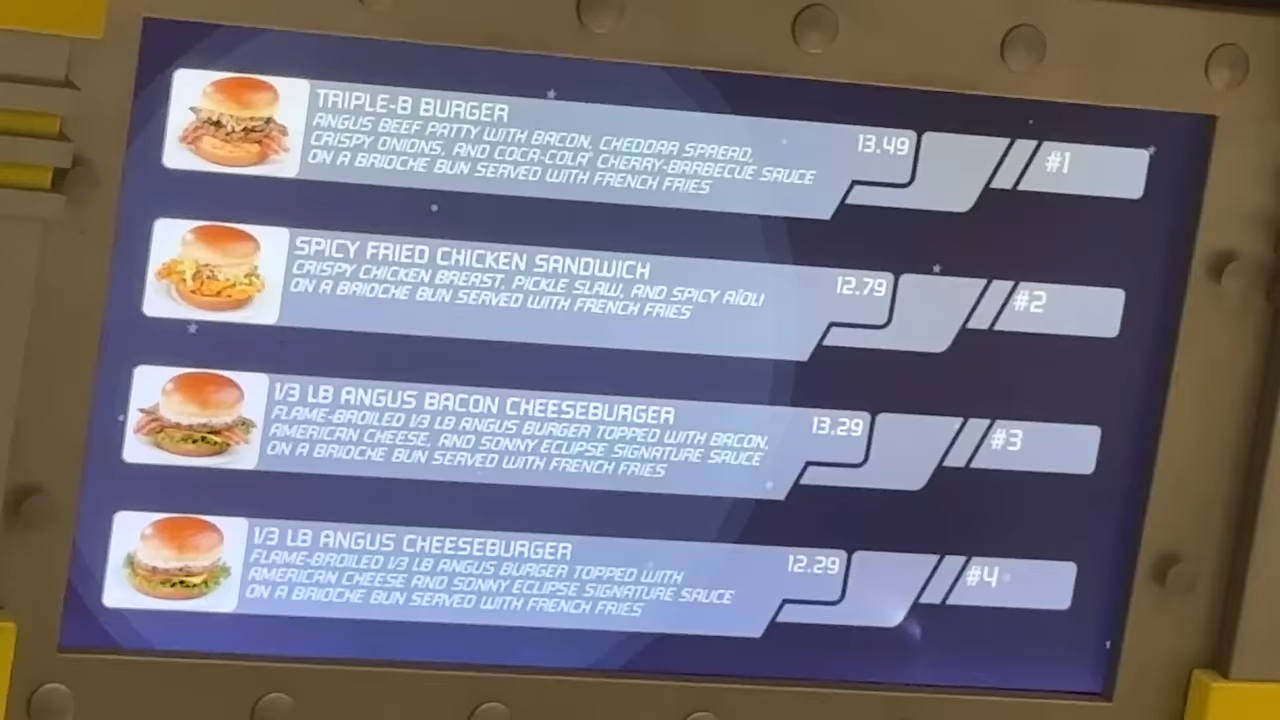 TRIPLE-B BURGER
ANGUS BEEF PATTY WITH BACON, CHEDDAR SPREAD,
CRISPY ONIONS, AND COCA-COLA® CHERRY-BARBECUE SAUCE
ON A BRIOCHE BUN SERVED WITH FRENCH FRIES
13.49
#1
SPICY FRIED CHICKEN SANDWICH
CRISPY CHICKEN BREAST, PICKLE SLAW, AND SPICY AÏOLI
ON A BRIOCHE BUN SERVED WITH FRENCH FRIES
12.79
#2
1/3 LB ANGUS BACON CHEESEBURGER
FLAME-BROILED 1/3 LB ANGUS BURGER TOPPED WITH BACON,
AMERICAN CHEESE, AND SONNY ECLIPSE SIGNATURE SAUCE
ON A BRIOCHE BUN SERVED WITH FRENCH FRIES
13.29
#3
1/3 LB ANGUS CHEESEBURGER
FLAME-BROILED 1/3 LB ANGUS BURGER TOPPED WITH
AMERICAN CHEESE AND SONNY ECLIPSE SIGNATURE SAUCE
ON A BRIOCHE BUN SERVED WITH FRENCH FRIES
12.29
#4